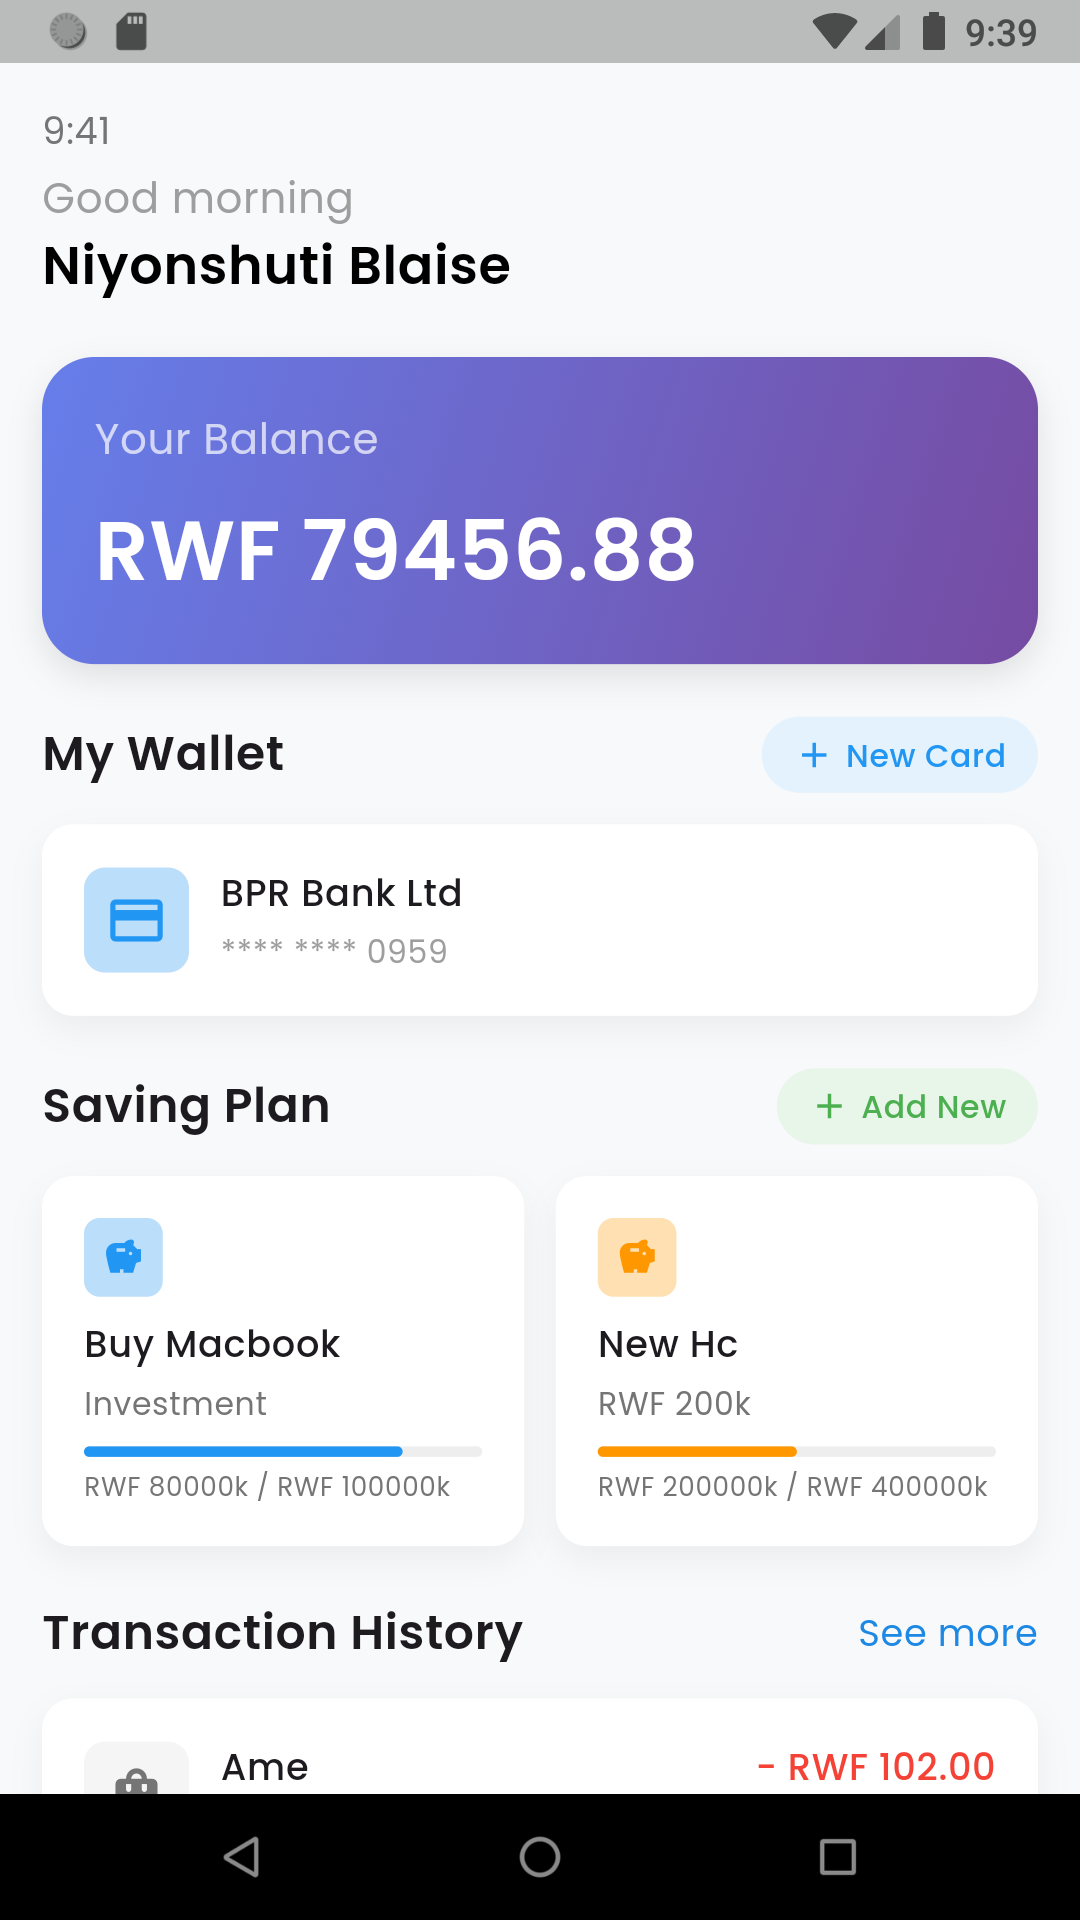 9:39
9:41
Good morning
Niyonshuti Blaise
Your Balance
RWF 79456.88
My Wallet
+ New Card
BPR Bank Ltd
**** **** 0959
Saving Plan
+ Add New
Buy Macbook
Investment
RWF 80000k / RWF 100000k
New Hc
RWF 200k
RWF 200000k / RWF 400000k
Transaction History
See more
Ame
- RWF 102.00